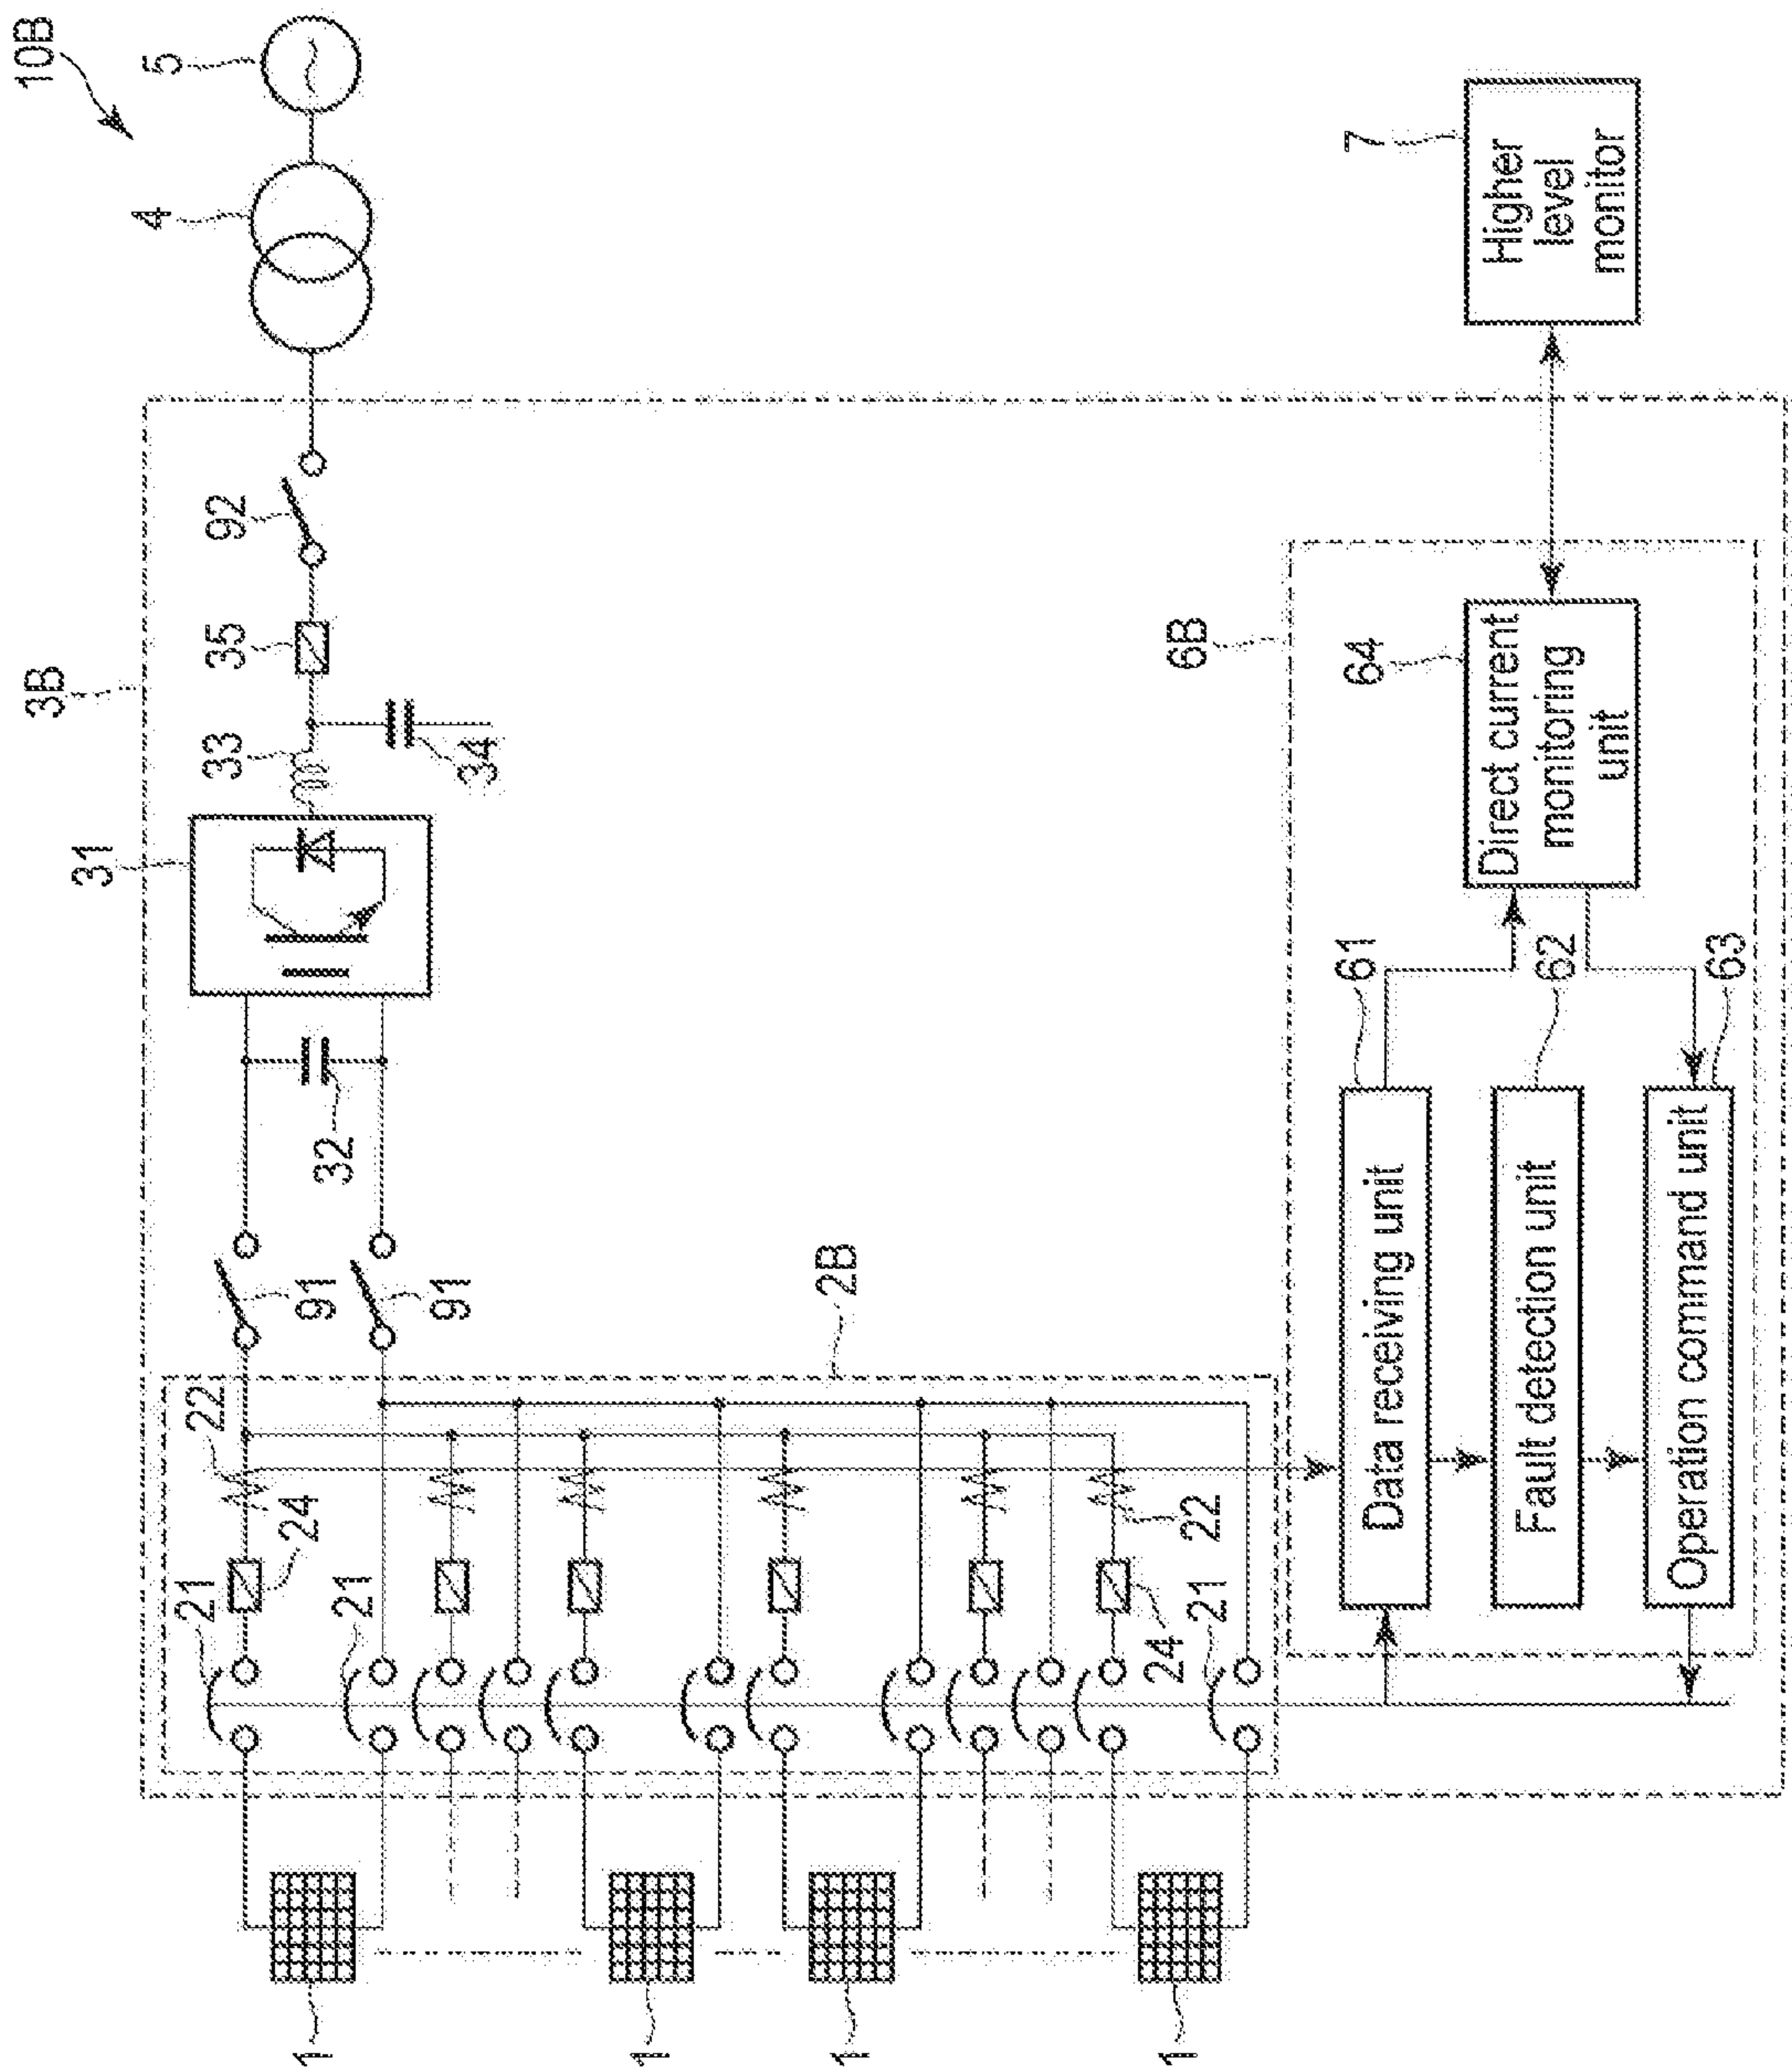 10B
5
4
3B
92
35
33
34
31
32
91
91
2B
22
24
21
21
22
24
21
1
1
1
1
7
Higher
level
monitor
6B
64
Direct current
monitoring
unit
61
62
63
Data receiving unit
Fault detection unit
Operation command unit